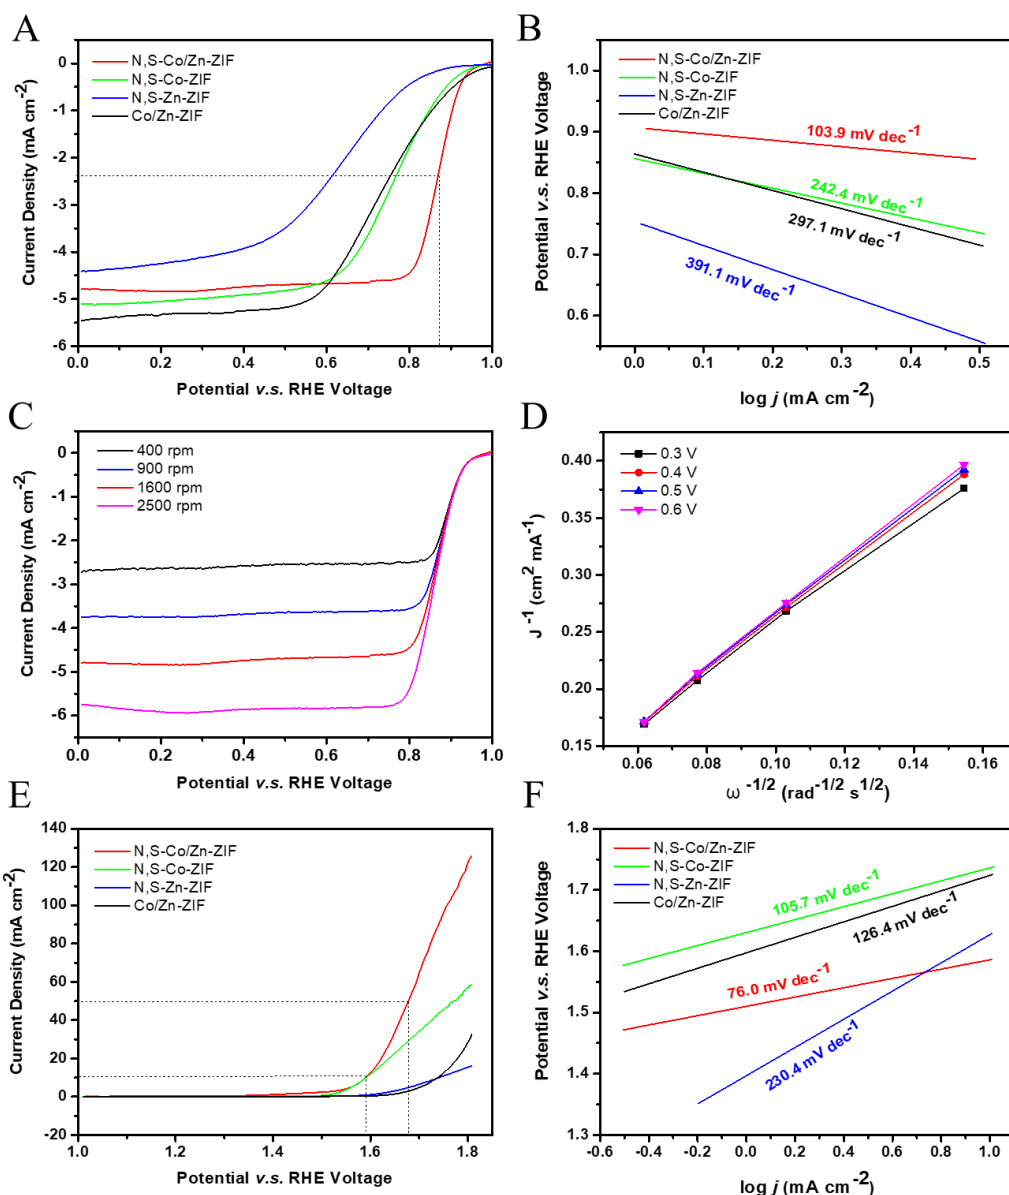 A
N,S-Co/Zn-ZIF
N,S-Co-ZIF
N,S-Zn-ZIF
Co/Zn-ZIF
Current Density (mA cm⁻²)
0
-1
-2
-3
-4
-5
-6
0.0
0.2
0.4
0.6
0.8
1.0
Potential v.s. RHE Voltage
B
N,S-Co/Zn-ZIF
N,S-Co-ZIF
N,S-Zn-ZIF
Co/Zn-ZIF
103.9 mV dec⁻¹
242.4 mV dec⁻¹
297.1 mV dec⁻¹
391.1 mV dec⁻¹
Potential v.s. RHE Voltage
1.0
0.9
0.8
0.7
0.6
0.0
0.1
0.2
0.3
0.4
0.5
log j (mA cm⁻²)
C
400 rpm
900 rpm
1600 rpm
2500 rpm
Current Density (mA cm⁻²)
0
-1
-2
-3
-4
-5
-6
0.0
0.2
0.4
0.6
0.8
1.0
Potential v.s. RHE Voltage
D
0.3 V
0.4 V
0.5 V
0.6 V
J⁻¹ (cm² mA⁻¹)
0.40
0.35
0.30
0.25
0.20
0.15
0.06
0.08
0.10
0.12
0.14
0.16
ω⁻¹/² (rad⁻¹/² s¹/²)
E
N,S-Co/Zn-ZIF
N,S-Co-ZIF
N,S-Zn-ZIF
Co/Zn-ZIF
Current Density (mA cm⁻²)
140
120
100
80
60
40
20
0
-20
1.0
1.2
1.4
1.6
1.8
Potential v.s. RHE Voltage
F
N,S-Co/Zn-ZIF
N,S-Co-ZIF
N,S-Zn-ZIF
Co/Zn-ZIF
105.7 mV dec⁻¹
126.4 mV dec⁻¹
76.0 mV dec⁻¹
230.4 mV dec⁻¹
Potential v.s. RHE Voltage
1.8
1.7
1.6
1.5
1.4
1.3
-0.6
-0.4
-0.2
0.0
0.2
0.4
0.6
0.8
1.0
log j (mA cm⁻²)